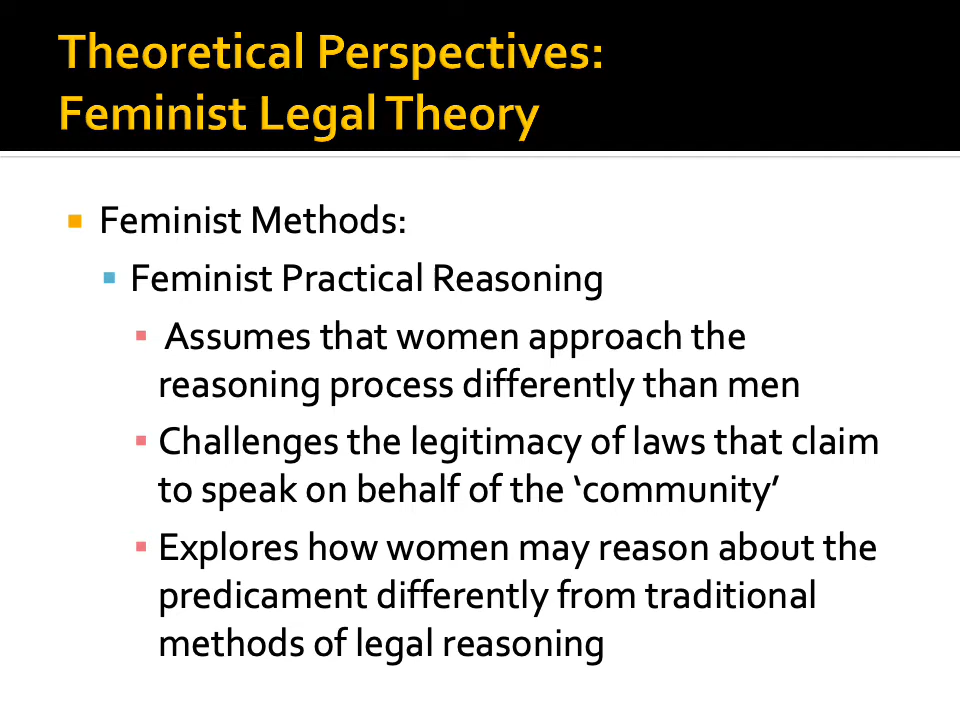 Theoretical Perspectives:
Feminist Legal Theory
Feminist Methods:
Feminist Practical Reasoning
Assumes that women approach the
reasoning process differently than men
Challenges the legitimacy of laws that claim
to speak on behalf of the ‘community’
Explores how women may reason about the
predicament differently from traditional
methods of legal reasoning